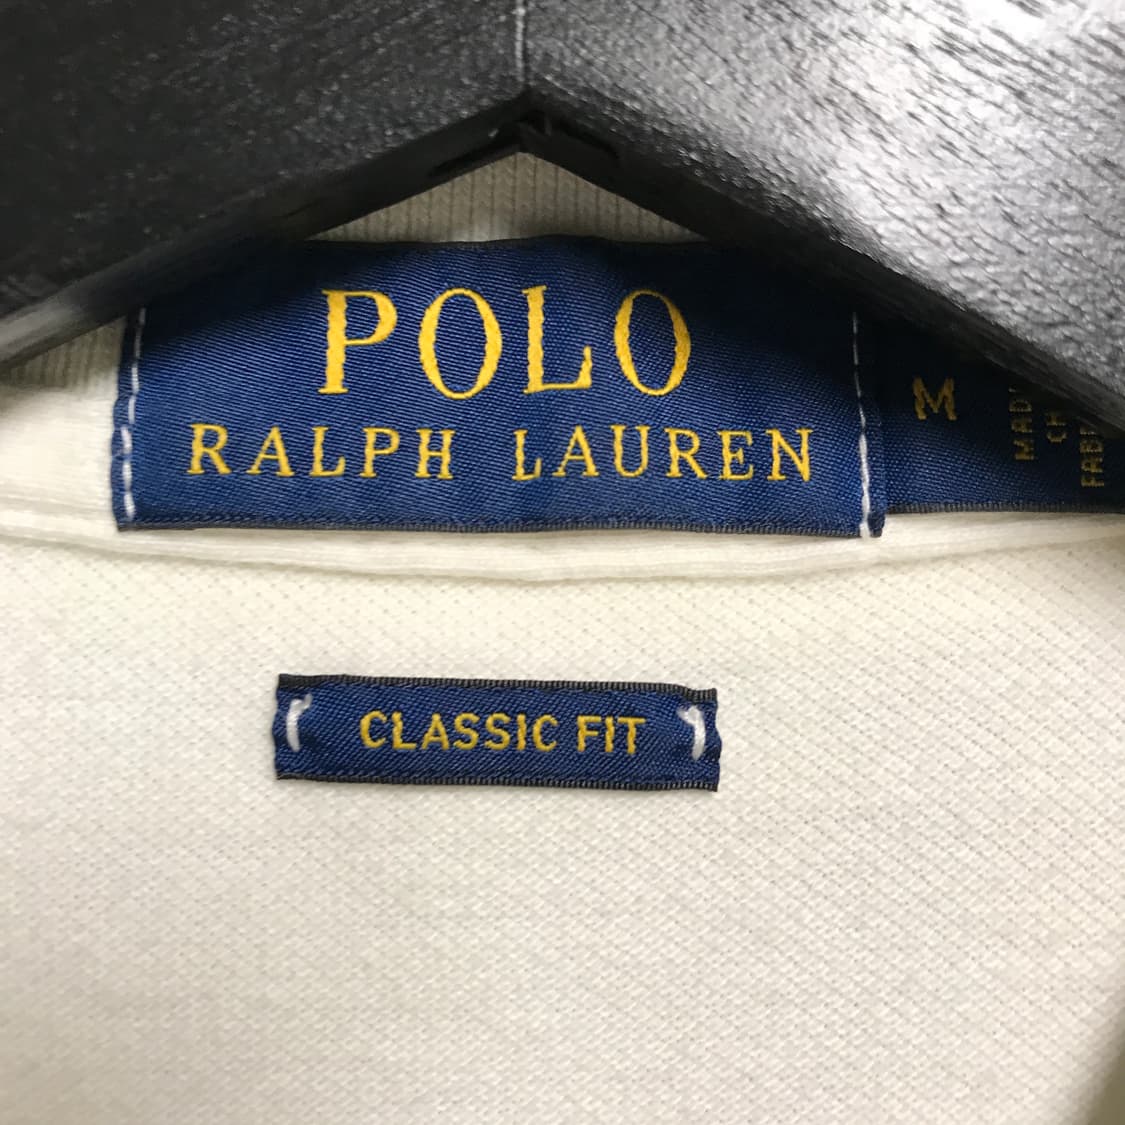 POLO
RALPH LAUREN
M
CLASSIC FIT